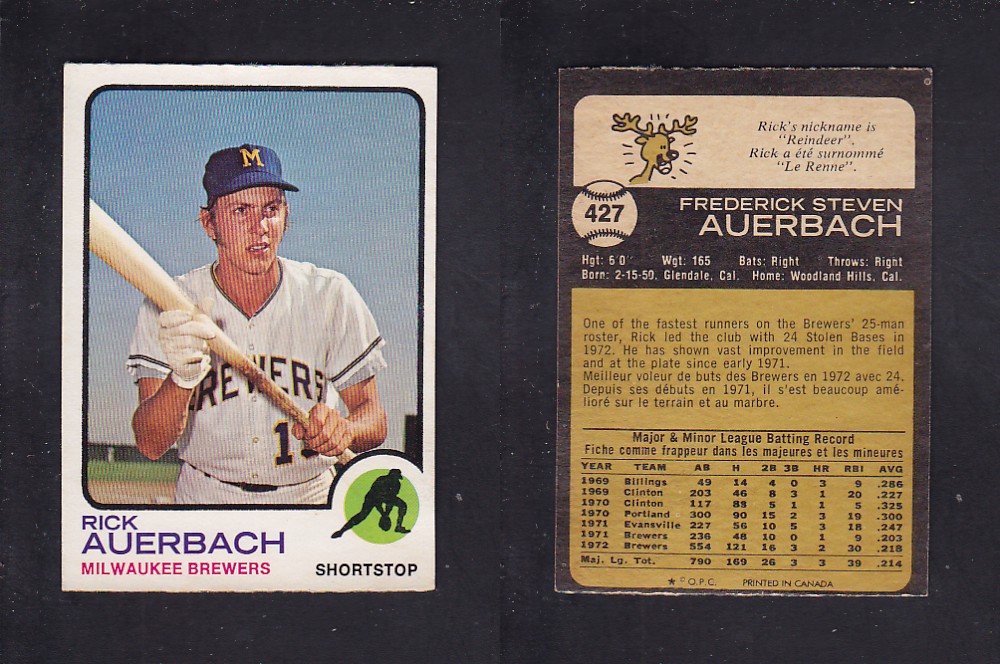 M
BREWERS
1
RICK
AUERBACH
MILWAUKEE BREWERS
SHORTSTOP
Rick's nickname is
"Reindeer".
Rick a été surnommé
"Le Renne".
427
FREDERICK STEVEN
AUERBACH
Hgt: 6'0" Wgt: 165 Bats: Right Throws: Right
Born: 2-15-50, Glendale, Cal. Home: Woodland Hills, Cal.
One of the fastest runners on the Brewers' 25-man
roster, Rick led the club with 24 Stolen Bases in
1972. He has shown vast improvement in the field
and at the plate since early 1971.
Meilleur voleur de buts des Brewers en 1972 avec 24.
Depuis ses débuts en 1971, il s'est beaucoup amé-
lioré sur le terrain et au marbre.
Major & Minor League Batting Record
Fiche comme frappeur dans les majeures et les mineures
YEAR TEAM AB H 2B 3B HR RBI AVG
1969 Billings 49 14 4 0 3 9 .286
1969 Clinton 203 46 8 3 1 20 .227
1970 Clinton 117 38 5 1 1 5 .325
1970 Portland 300 90 15 2 3 19 .300
1971 Evansville 227 56 10 5 3 18 .247
1971 Brewers 236 48 10 0 1 9 .203
1972 Brewers 554 121 16 3 2 30 .218
Maj. Lg. Tot. 790 169 26 3 3 39 .214
★ © O.P.C. PRINTED IN CANADA